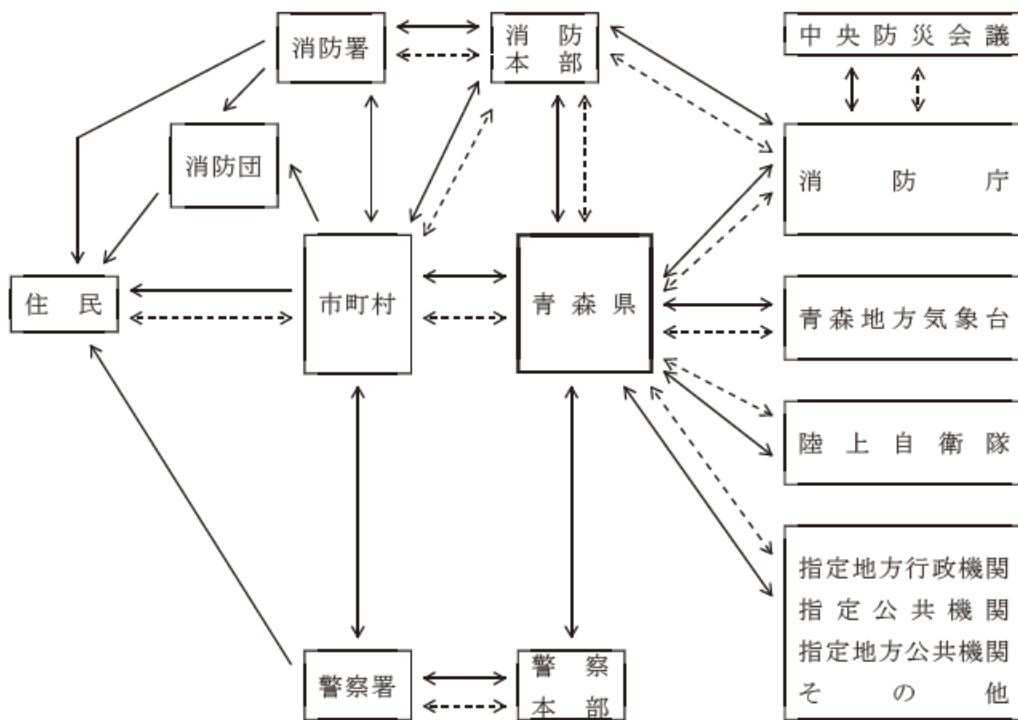 消防署
消防
本部
中央防災会議
消防団
消防庁
住民
市町村
青森県
青森地方気象台
陸上自衛隊
指定地方行政機関
指定公共機関
指定地方公共機関
その他
警察署
警察
本部